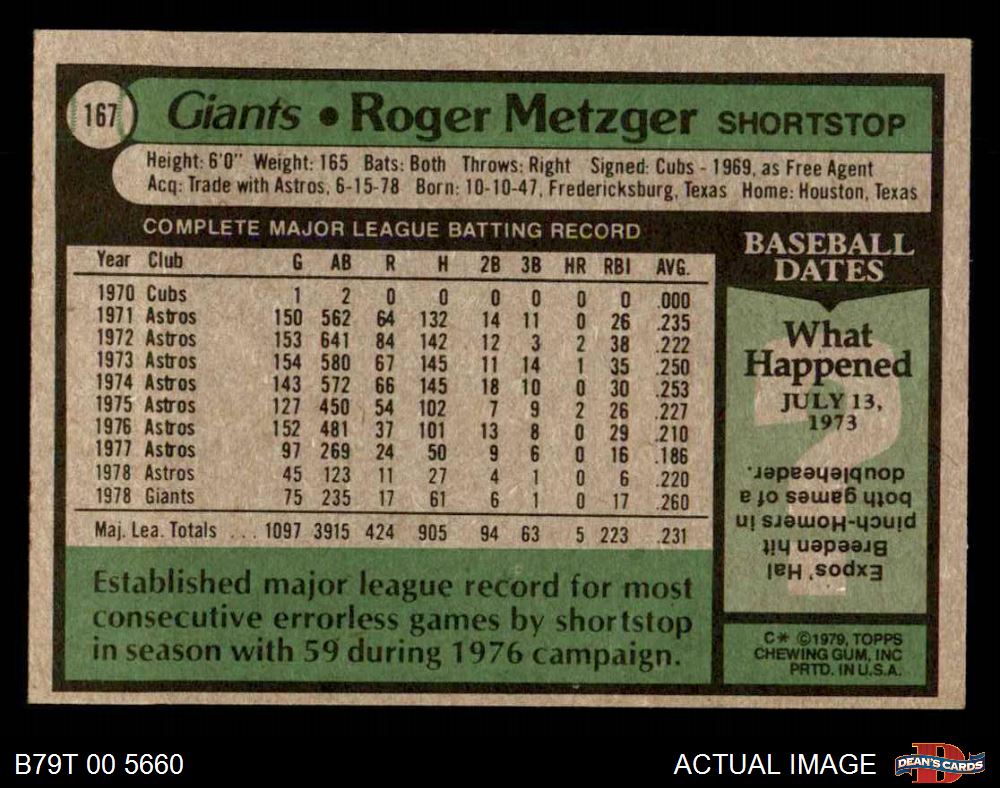 167
Giants • Roger Metzger SHORTSTOP
Height: 6'0" Weight: 165 Bats: Both Throws: Right Signed: Cubs - 1969, as Free Agent
Acq: Trade with Astros, 6-15-78 Born: 10-10-47, Fredericksburg, Texas Home: Houston, Texas
COMPLETE MAJOR LEAGUE BATTING RECORD
Year Club G AB R H 2B 3B HR RBI AVG.
1970 Cubs 1 2 0 0 0 0 0 0 .000
1971 Astros 150 562 64 132 14 11 0 26 .235
1972 Astros 153 641 84 142 12 3 2 38 .222
1973 Astros 154 580 67 145 11 14 1 35 .250
1974 Astros 143 572 66 145 18 10 0 30 .253
1975 Astros 127 450 54 102 7 9 2 26 .227
1976 Astros 152 481 37 101 13 8 0 29 .210
1977 Astros 97 269 24 50 9 6 0 16 .186
1978 Astros 45 123 11 27 4 1 0 6 .220
1978 Giants 75 235 17 61 6 1 0 17 .260
Maj. Lea. Totals ... 1097 3915 424 905 94 63 5 223 .231
Established major league record for most
consecutive errorless games by shortstop
in season with 59 during 1976 campaign.
BASEBALL
DATES
What
Happened
JULY 13,
1973
Expos' Hal
Breeden hit
pinch-Homers in
both games of a
doubleheader.
C* ©1979, TOPPS
CHEWING GUM, INC
PRTD. IN U.S.A.
B79T 00 5660
ACTUAL IMAGE
D
DEAN'S CARDS